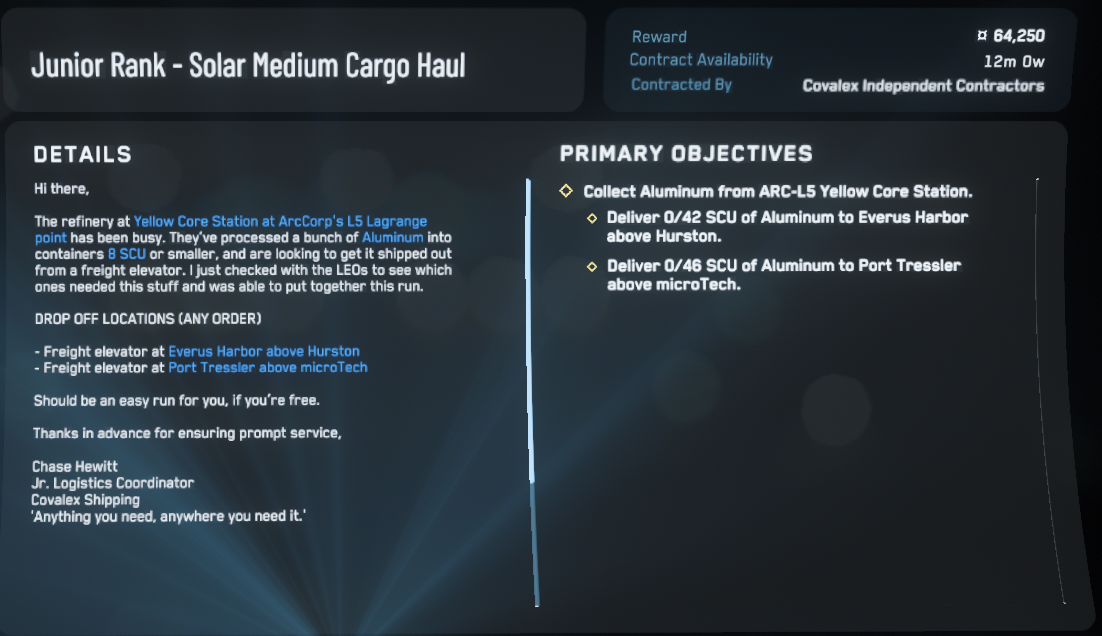 Junior Rank - Solar Medium Cargo Haul
Reward ¤ 64,250
Contract Availability 12m 0w
Contracted By Covalex Independent Contractors
DETAILS
Hi there,
The refinery at Yellow Core Station at ArcCorp's L5 Lagrange
point has been busy. They've processed a bunch of Aluminum into
containers 8 SCU or smaller, and are looking to get it shipped out
from a freight elevator. I just checked with the LEOs to see which
ones needed this stuff and was able to put together this run.
DROP OFF LOCATIONS (ANY ORDER)
- Freight elevator at Everus Harbor above Hurston
- Freight elevator at Port Tressler above microTech
Should be an easy run for you, if you're free.
Thanks in advance for ensuring prompt service,
Chase Hewitt
Jr. Logistics Coordinator
Covalex Shipping
'Anything you need, anywhere you need it.'
PRIMARY OBJECTIVES
Collect Aluminum from ARC-L5 Yellow Core Station.
Deliver 0/42 SCU of Aluminum to Everus Harbor
above Hurston.
Deliver 0/46 SCU of Aluminum to Port Tressler
above microTech.